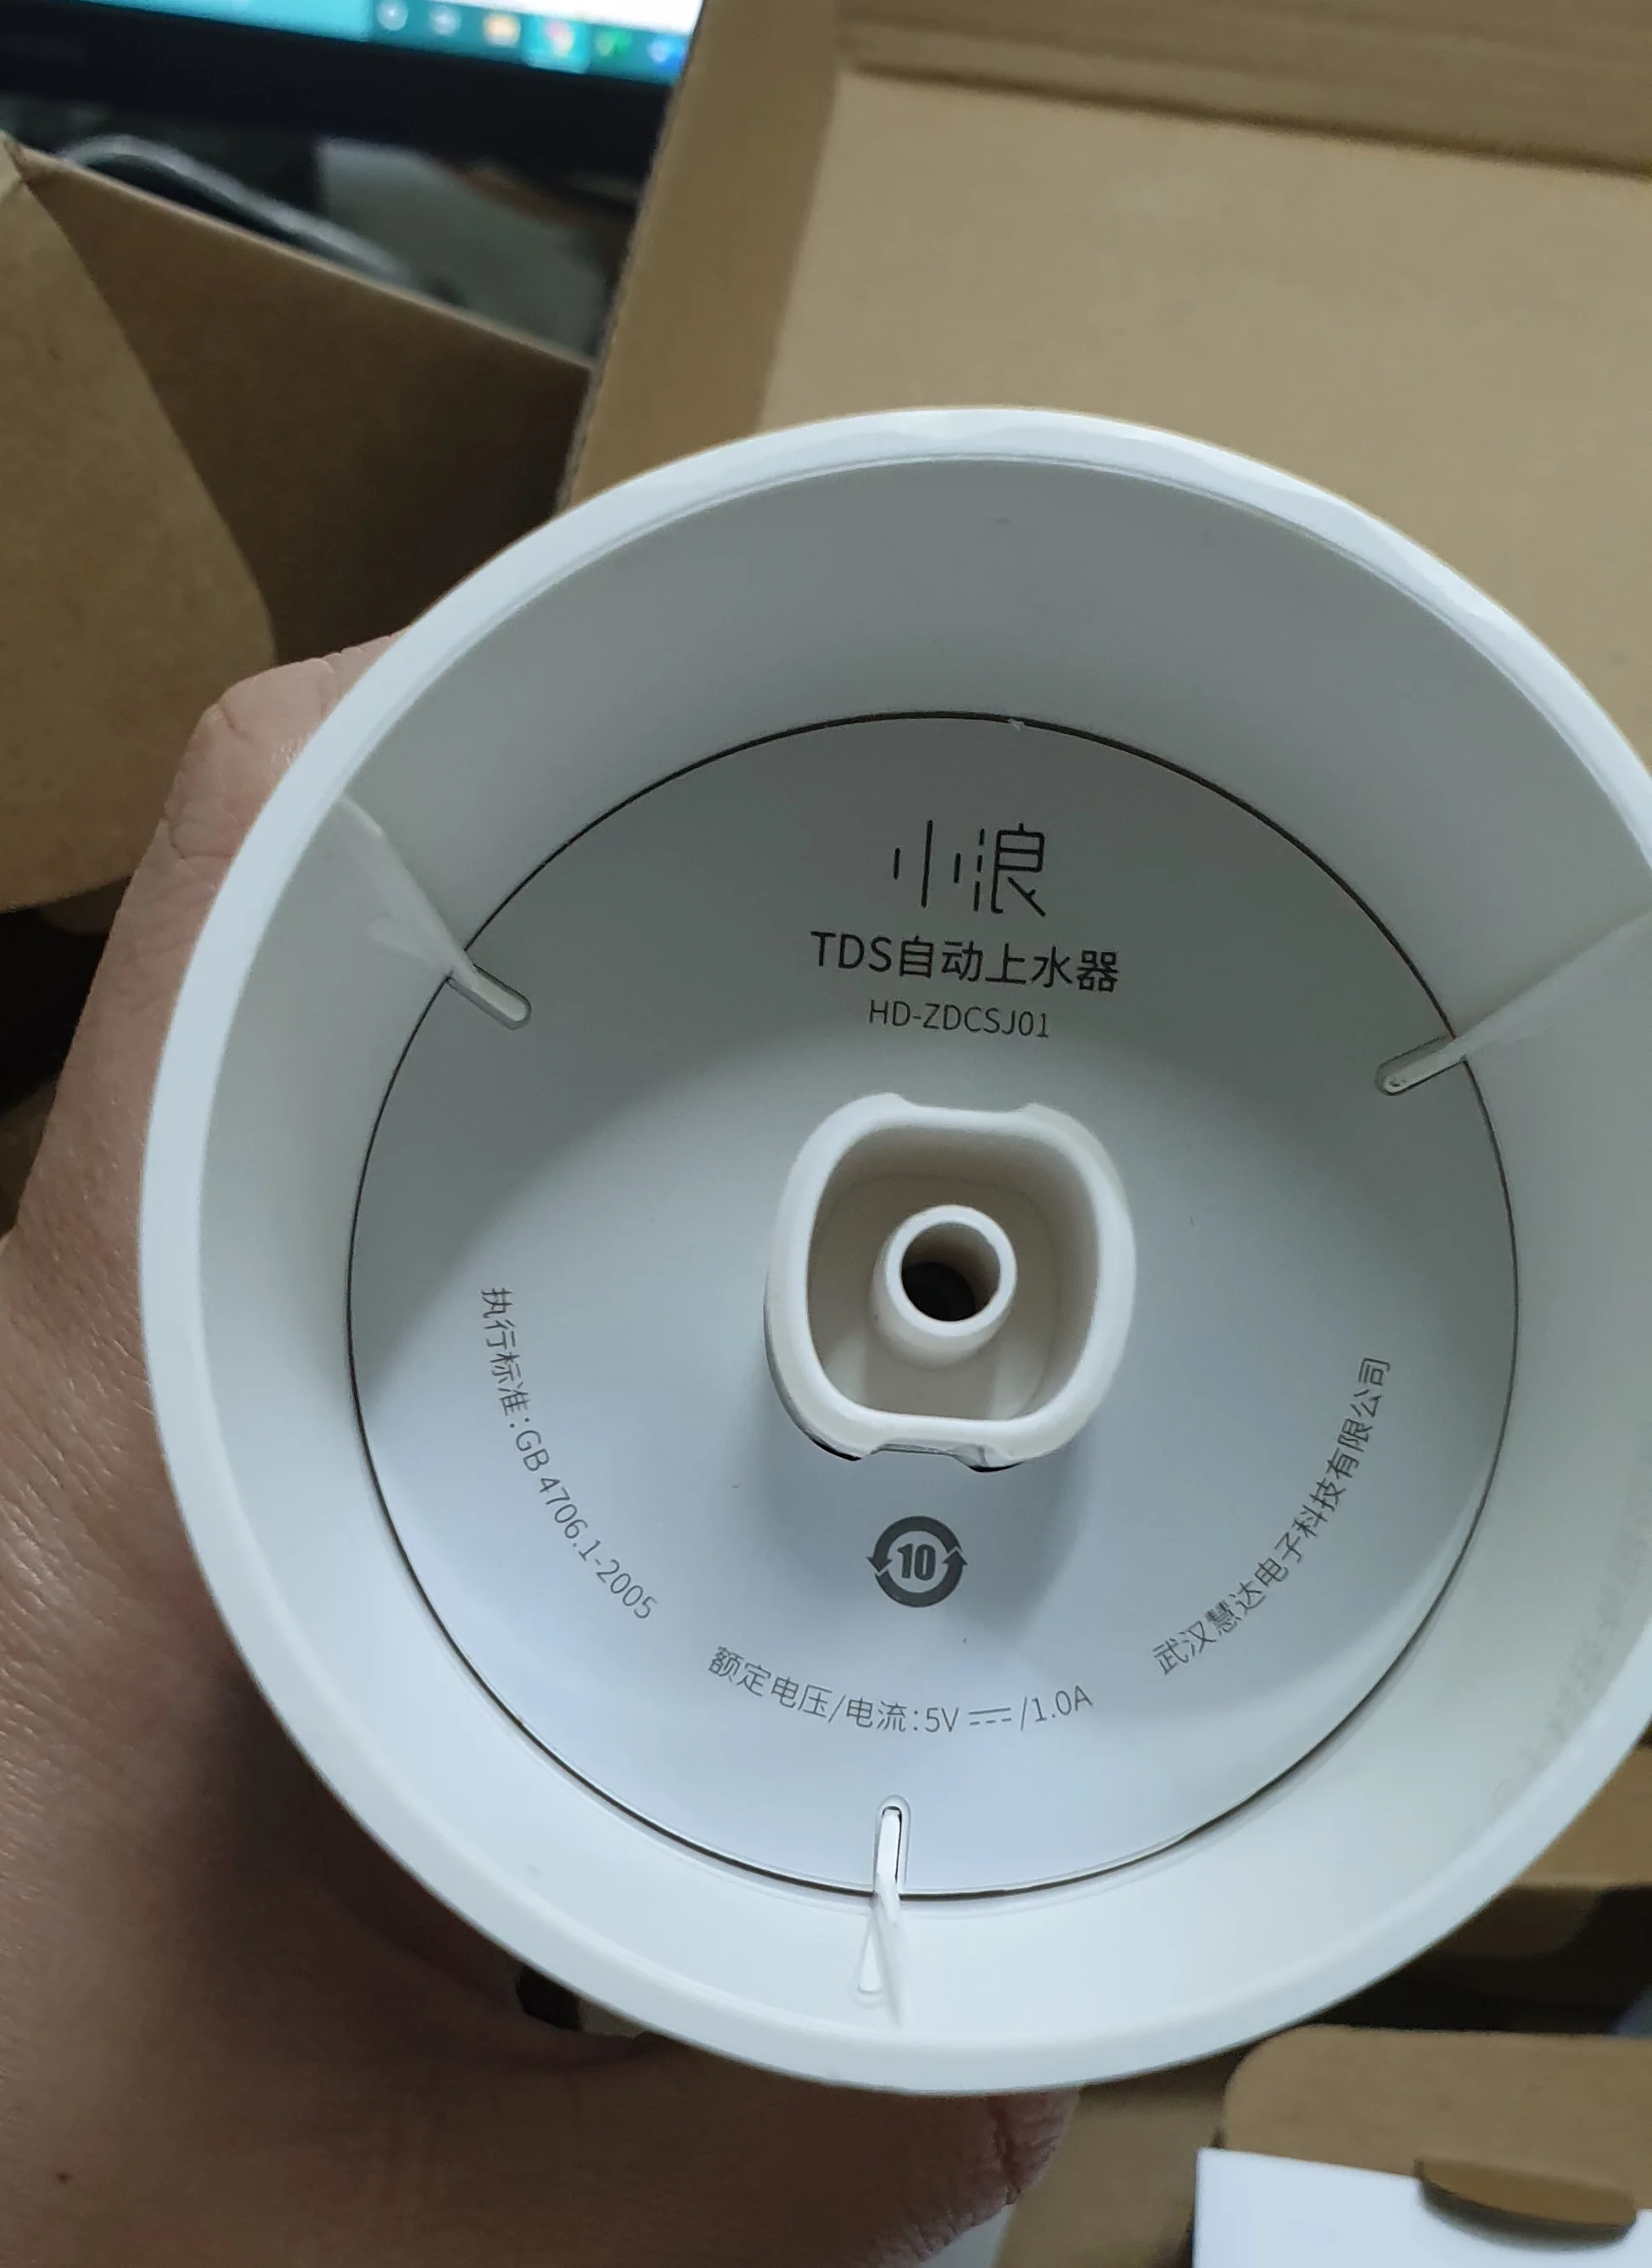 小浪
TDS自动上水器
HD-ZDCSJ01
执行标准:GB 4706.1-2005
10
额定电压/电流:5V⎓/1.0A
武汉慧达电子科技有限公司